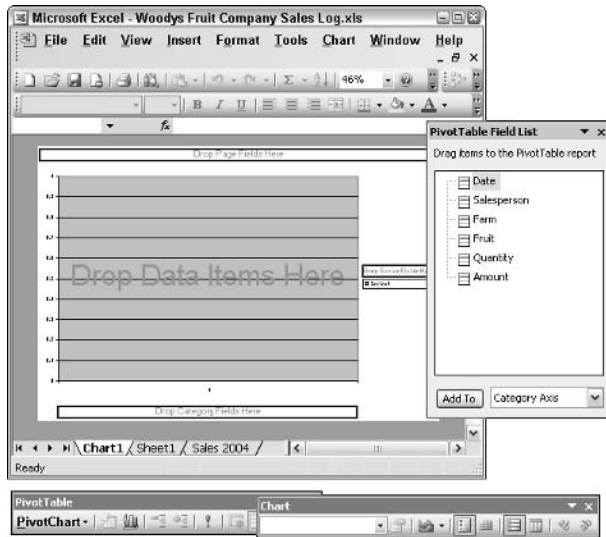 Microsoft Excel - Woodys Fruit Company Sales Log.xls
File Edit View Insert Format Tools Chart Window Help
Σ 46%
B I U A
fx
Drop Page Fields Here
Drop Data Items Here
Drop Category Fields Here
Chart1 Sheet1 Sales 2004
Ready
PivotTable Field List
Drag items to the PivotTable report
Date
Salesperson
Farm
Fruit
Quantity
Amount
Add To Category Axis
PivotTable
PivotChart
Chart